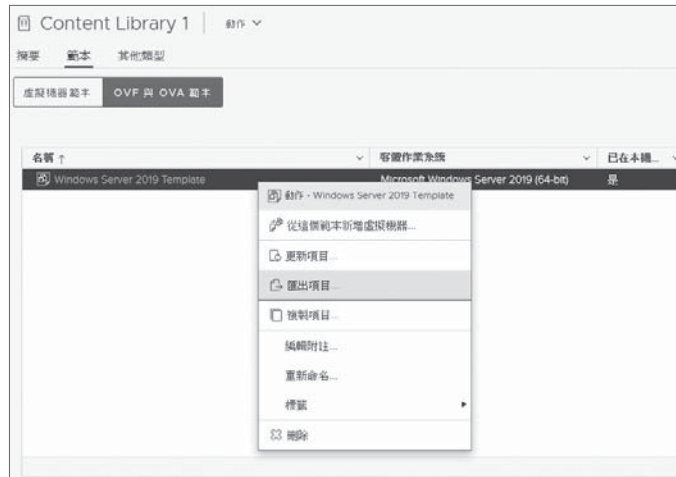 Content Library 1
動作
摘要 範本 其他類型
虛擬機器範本 OVF 與 OVA 範本
名稱 ↑ 客體作業系統 已在本機...
Windows Server 2019 Template Microsoft Windows Server 2019 (64-bit) 是
動作 - Windows Server 2019 Template
從這個範本新增虛擬機器...
更新項目...
匯出項目...
複製項目...
編輯附註...
重新命名...
標籤
刪除